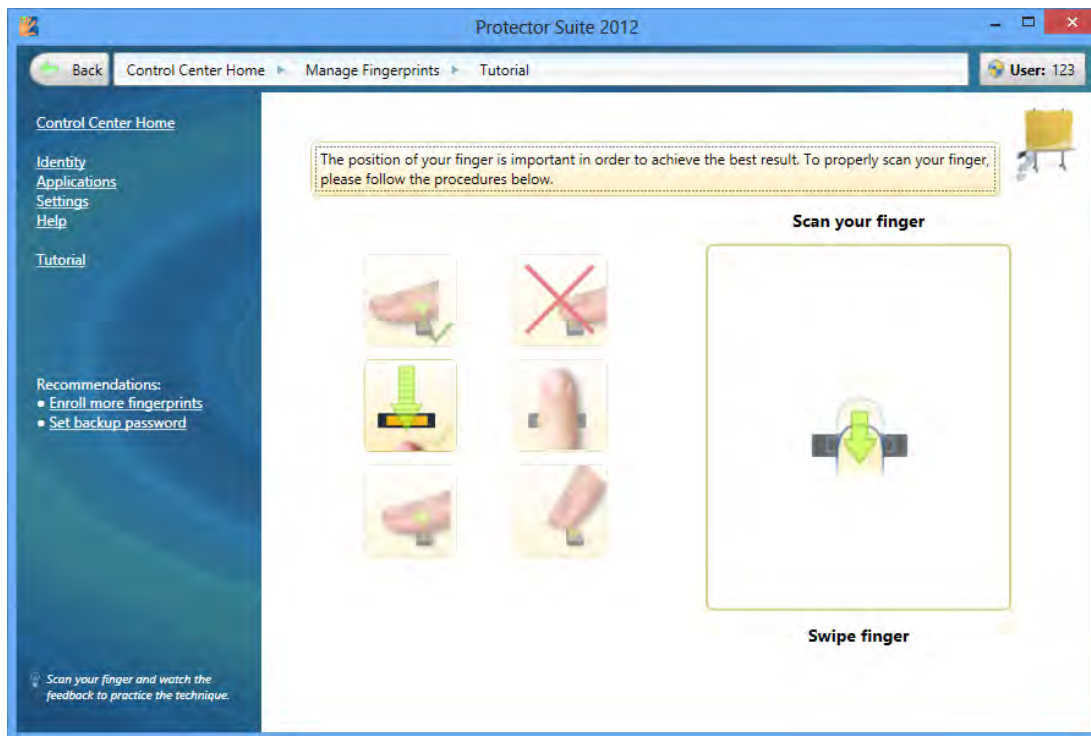 Protector Suite 2012
Back
Control Center Home
Manage Fingerprints
Tutorial
User: 123
Control Center Home
Identity
Applications
Settings
Help
Tutorial
Recommendations:
• Enroll more fingerprints
• Set backup password
Scan your finger and watch the
feedback to practice the technique.
The position of your finger is important in order to achieve the best result. To properly scan your finger,
please follow the procedures below.
Scan your finger
Swipe finger